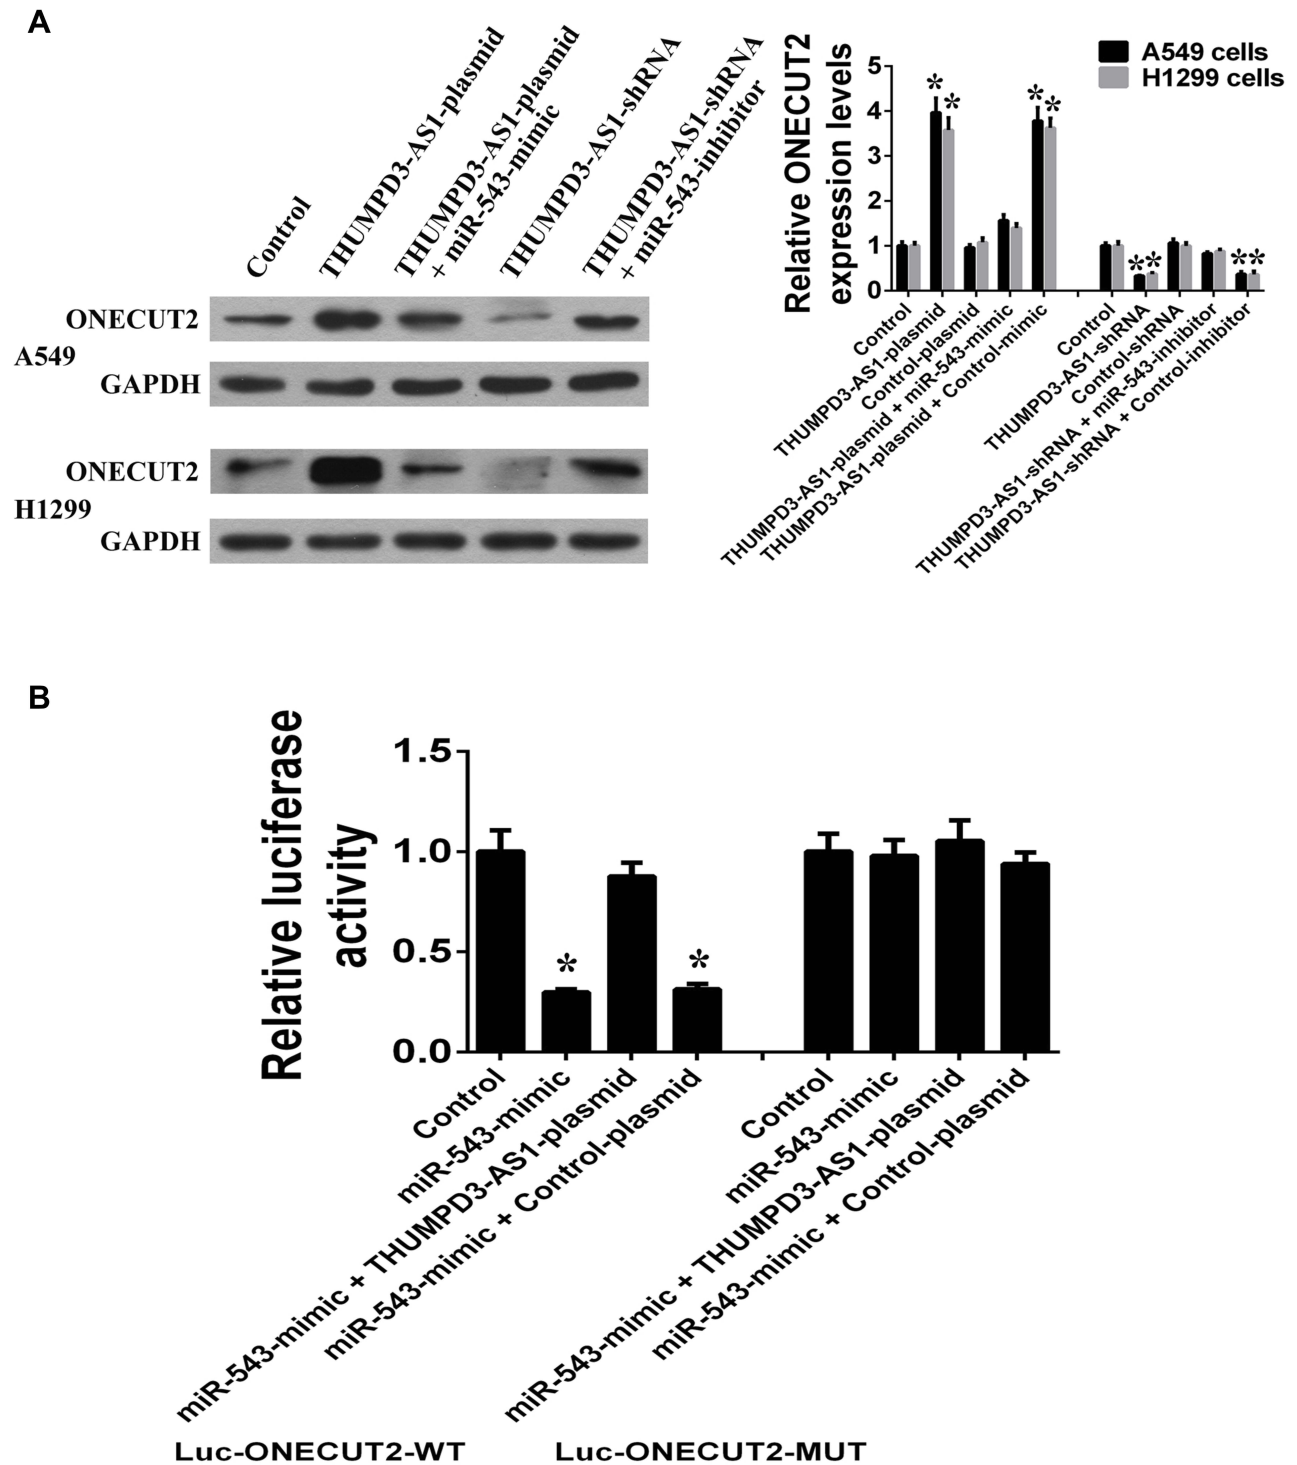 A
Control
THUMPD3-AS1-plasmid
THUMPD3-AS1-plasmid
+ miR-543-mimic
THUMPD3-AS1-shRNA
THUMPD3-AS1-shRNA
+ miR-543-inhibitor
ONECUT2
A549
GAPDH
ONECUT2
H1299
GAPDH
Relative ONECUT2
expression levels
5
4
3
2
1
0
A549 cells
H1299 cells
* * * * ** **
Control
THUMPD3-AS1-plasmid
Control-plasmid
THUMPD3-AS1-plasmid + miR-543-mimic
THUMPD3-AS1-plasmid + Control-mimic
Control
THUMPD3-AS1-shRNA
Control-shRNA
THUMPD3-AS1-shRNA + miR-543-inhibitor
THUMPD3-AS1-shRNA + Control-inhibitor
B
Relative luciferase
activity
1.5
1.0
0.5
0.0
* *
Control
miR-543-mimic
miR-543-mimic + THUMPD3-AS1-plasmid
miR-543-mimic + Control-plasmid
Control
miR-543-mimic
miR-543-mimic + THUMPD3-AS1-plasmid
miR-543-mimic + Control-plasmid
Luc-ONECUT2-WT
Luc-ONECUT2-MUT